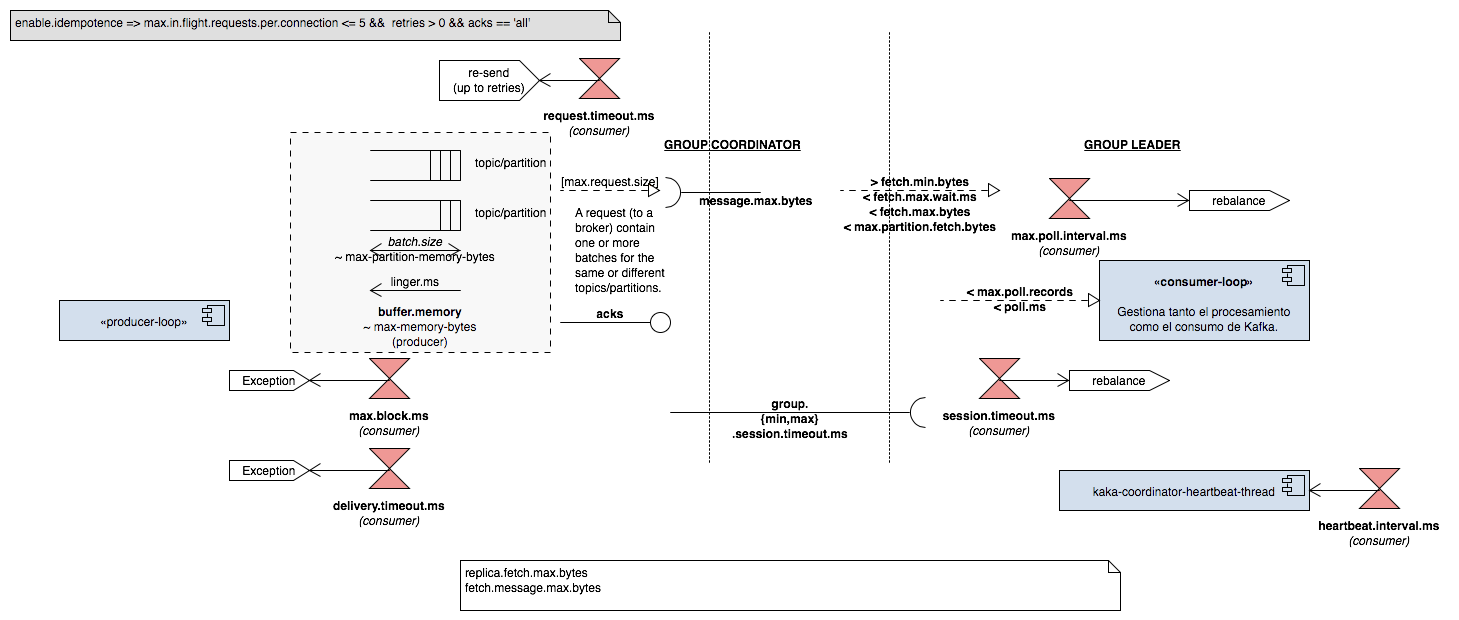 enable.idempotence => max.in.flight.requests.per.connection <= 5 && retries > 0 && acks == 'all'
re-send
(up to retries)
request.timeout.ms
(consumer)
GROUP COORDINATOR
GROUP LEADER
topic/partition
topic/partition
batch.size
~ max-partition-memory-bytes
linger.ms
buffer.memory
~ max-memory-bytes
(producer)
[max.request.size]
A request (to a
broker) contain
one or more
batches for the
same or different
topics/partitions.
acks
message.max.bytes
> fetch.min.bytes
< fetch.max.wait.ms
< fetch.max.bytes
< max.partition.fetch.bytes
rebalance
max.poll.interval.ms
(consumer)
«consumer-loop»
Gestiona tanto el procesamiento
como el consumo de Kafka.
< max.poll.records
< poll.ms
«producer-loop»
Exception
max.block.ms
(consumer)
group.
{min,max}
.session.timeout.ms
rebalance
session.timeout.ms
(consumer)
Exception
delivery.timeout.ms
(consumer)
kaka-coordinator-heartbeat-thread
heartbeat.interval.ms
(consumer)
replica.fetch.max.bytes
fetch.message.max.bytes